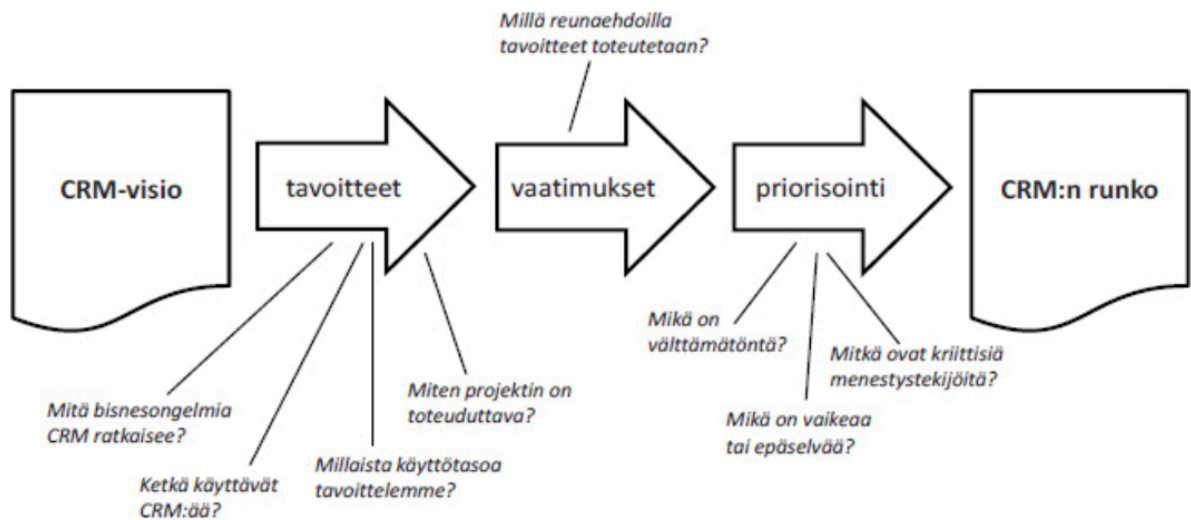 Millä reunaehdoilla
tavoitteet toteutetaan?
CRM-visio
tavoitteet
vaatimukset
priorisointi
CRM:n runko
Mitä bisnesongelmia
CRM ratkaisee?
Ketkä käyttävät
CRM:ää?
Millaista käyttötasoa
tavoittelemme?
Miten projektin on
toteuduttava?
Mikä on
välttämätöntä?
Mikä on vaikeaa
tai epäselvää?
Mitkä ovat kriittisiä
menestystekijöitä?